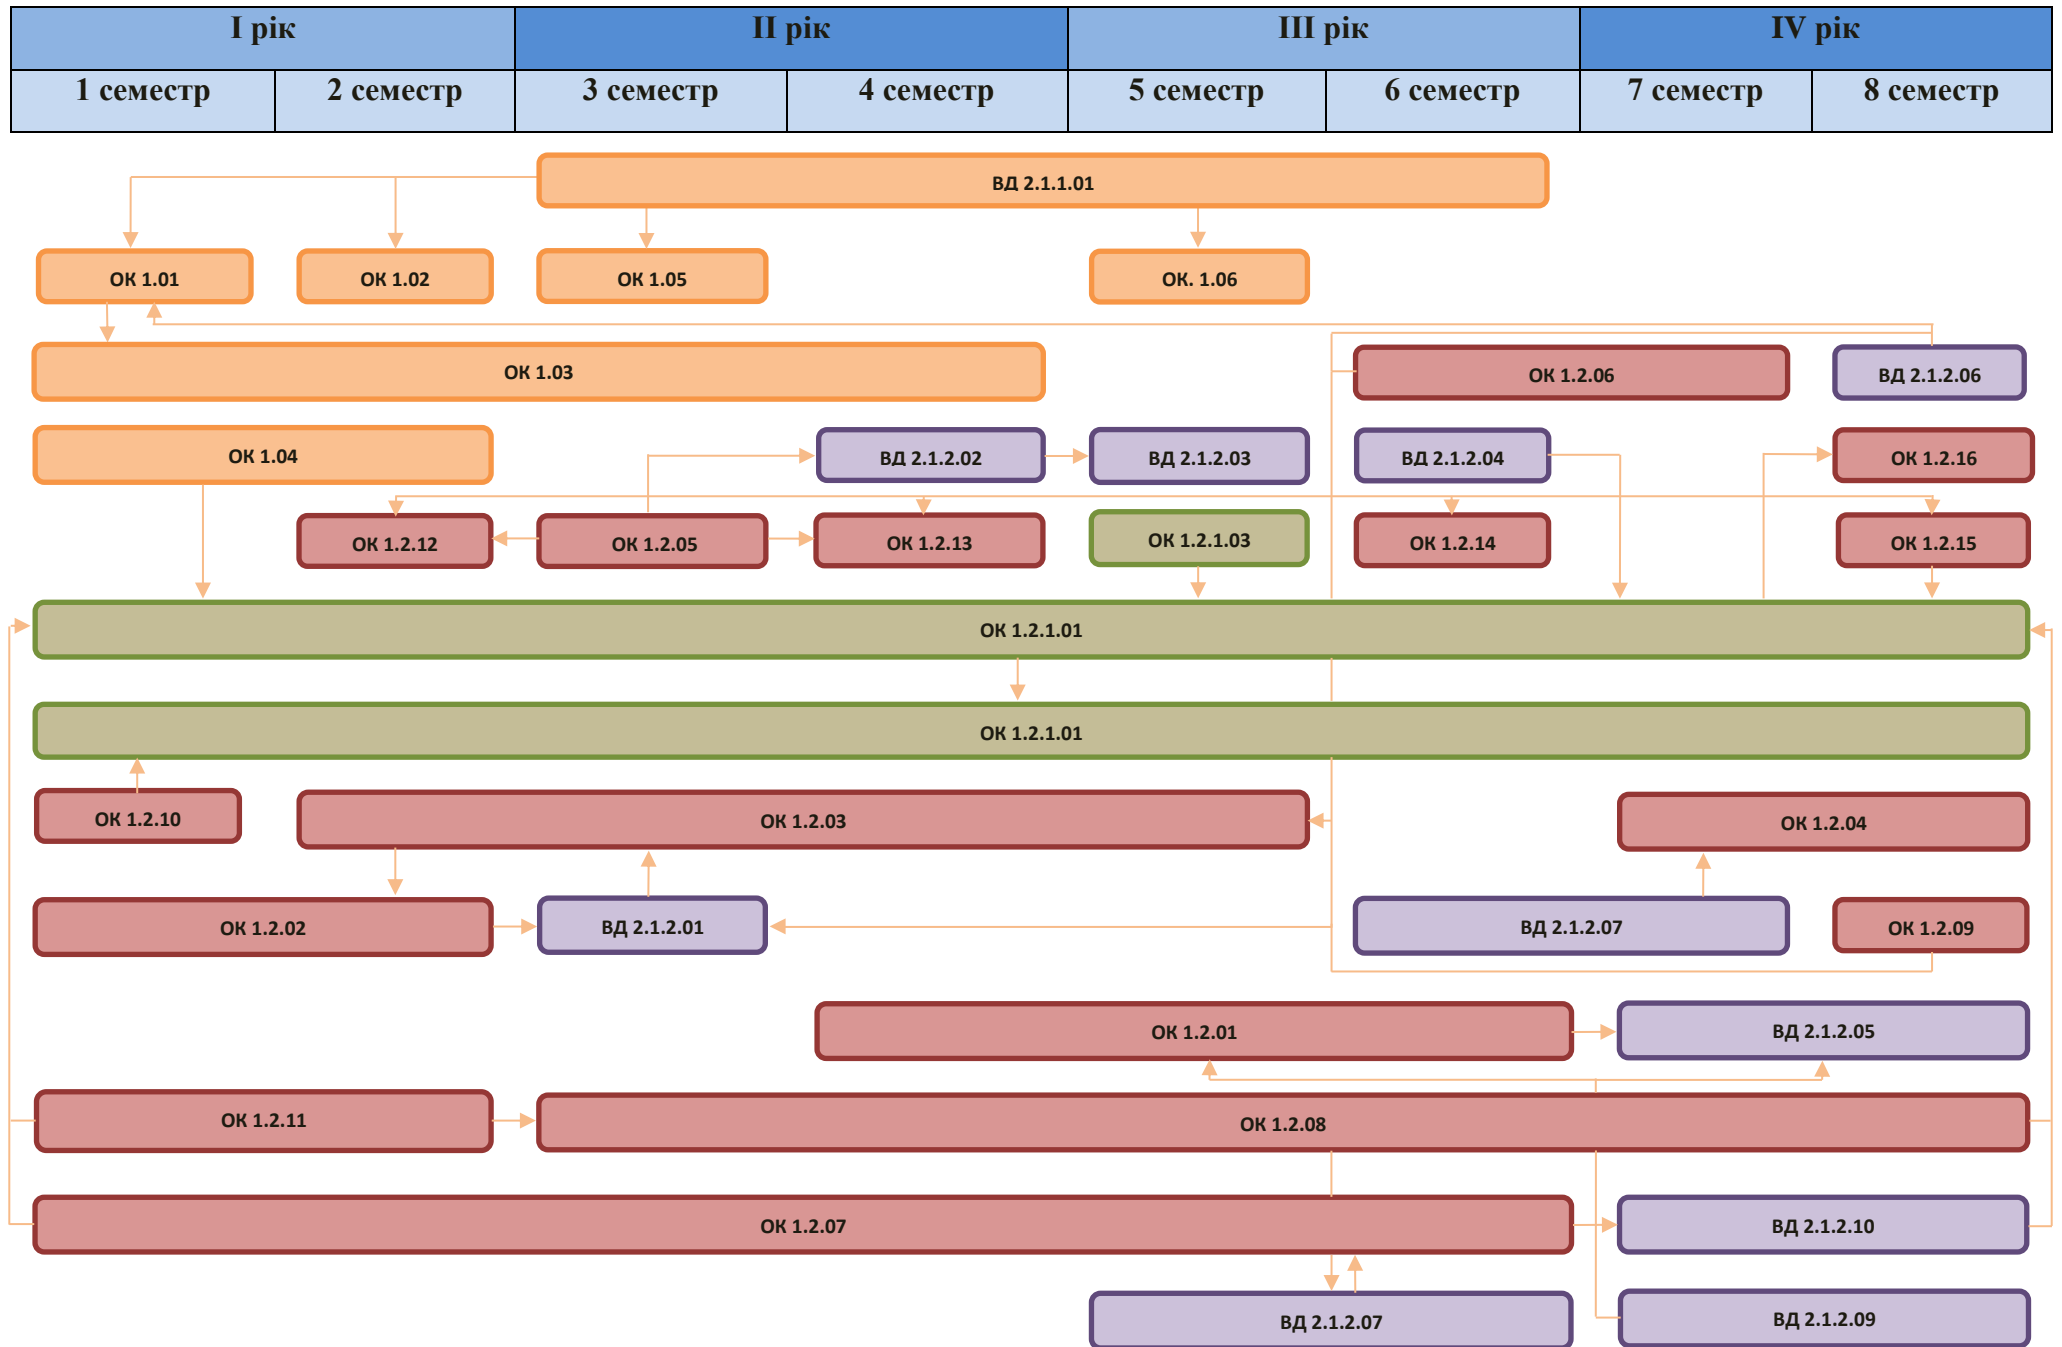 І рік
ІІ рік
ІІІ рік
IV рік
1 семестр
2 семестр
3 семестр
4 семестр
5 семестр
6 семестр
7 семестр
8 семестр
ВД 2.1.1.01
ОК 1.01
ОК 1.02
ОК 1.05
ОК. 1.06
ОК 1.03
ОК 1.2.06
ВД 2.1.2.06
ОК 1.04
ВД 2.1.2.02
ВД 2.1.2.03
ВД 2.1.2.04
ОК 1.2.16
ОК 1.2.12
ОК 1.2.05
ОК 1.2.13
ОК 1.2.1.03
ОК 1.2.14
ОК 1.2.15
ОК 1.2.1.01
ОК 1.2.1.01
ОК 1.2.10
ОК 1.2.03
ОК 1.2.04
ОК 1.2.02
ВД 2.1.2.01
ВД 2.1.2.07
ОК 1.2.09
ОК 1.2.01
ВД 2.1.2.05
ОК 1.2.11
ОК 1.2.08
ОК 1.2.07
ВД 2.1.2.10
ВД 2.1.2.07
ВД 2.1.2.09